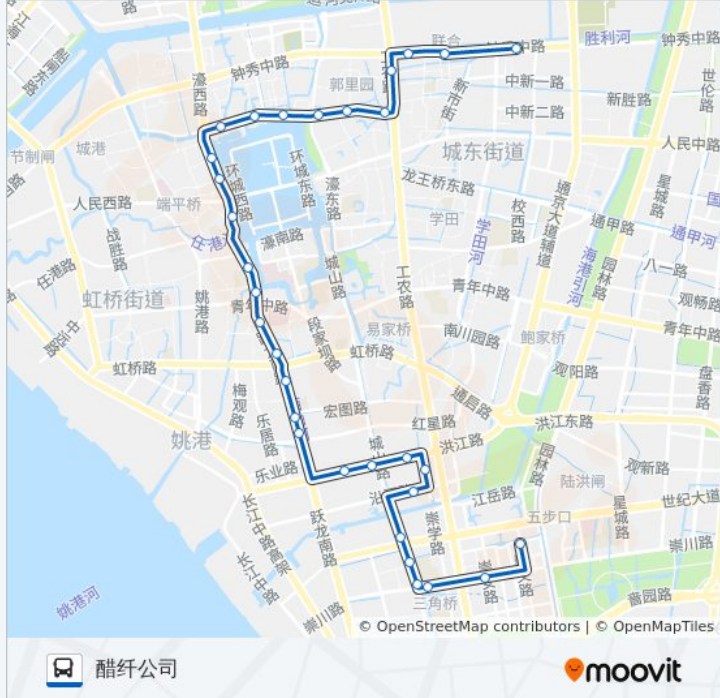 联合
胜利河
钟秀中路
钟秀中路
中新一路
新胜路
世伦路
濠西路
郭里园
新市街
中新二路
人民中路
节制闸
城港
城东街道
环城西路
环城东路
濠东路
龙王桥东路
人民西路
端平桥
学田
校西路
通京大道辅道
星城路
通甲路
通甲河
战胜路
濠南路
学田河
海港引河
园林路
任港路
城山路
八一路
虹桥街道
姚港路
工农路
青年中路
观畅路
青年中路
段家坝路
易家桥
南川园路
鲍家桥
青年中路
虹桥路
虹桥路
观阳路
盘香路
梅观路
通启路
宏图路
乐居路
红星路
洪江东路
姚港
洪江路
园林路
观新路
乐业路
陆洪闸
江岳路
世纪大道
长江中路高架
跃龙南路
崇学路
五步口
星城路
长江中路
崇川路
姚港河
崇川路
三角桥
啬园路
© OpenStreetMap contributors | © OpenMapTiles
醋纤公司
moovit